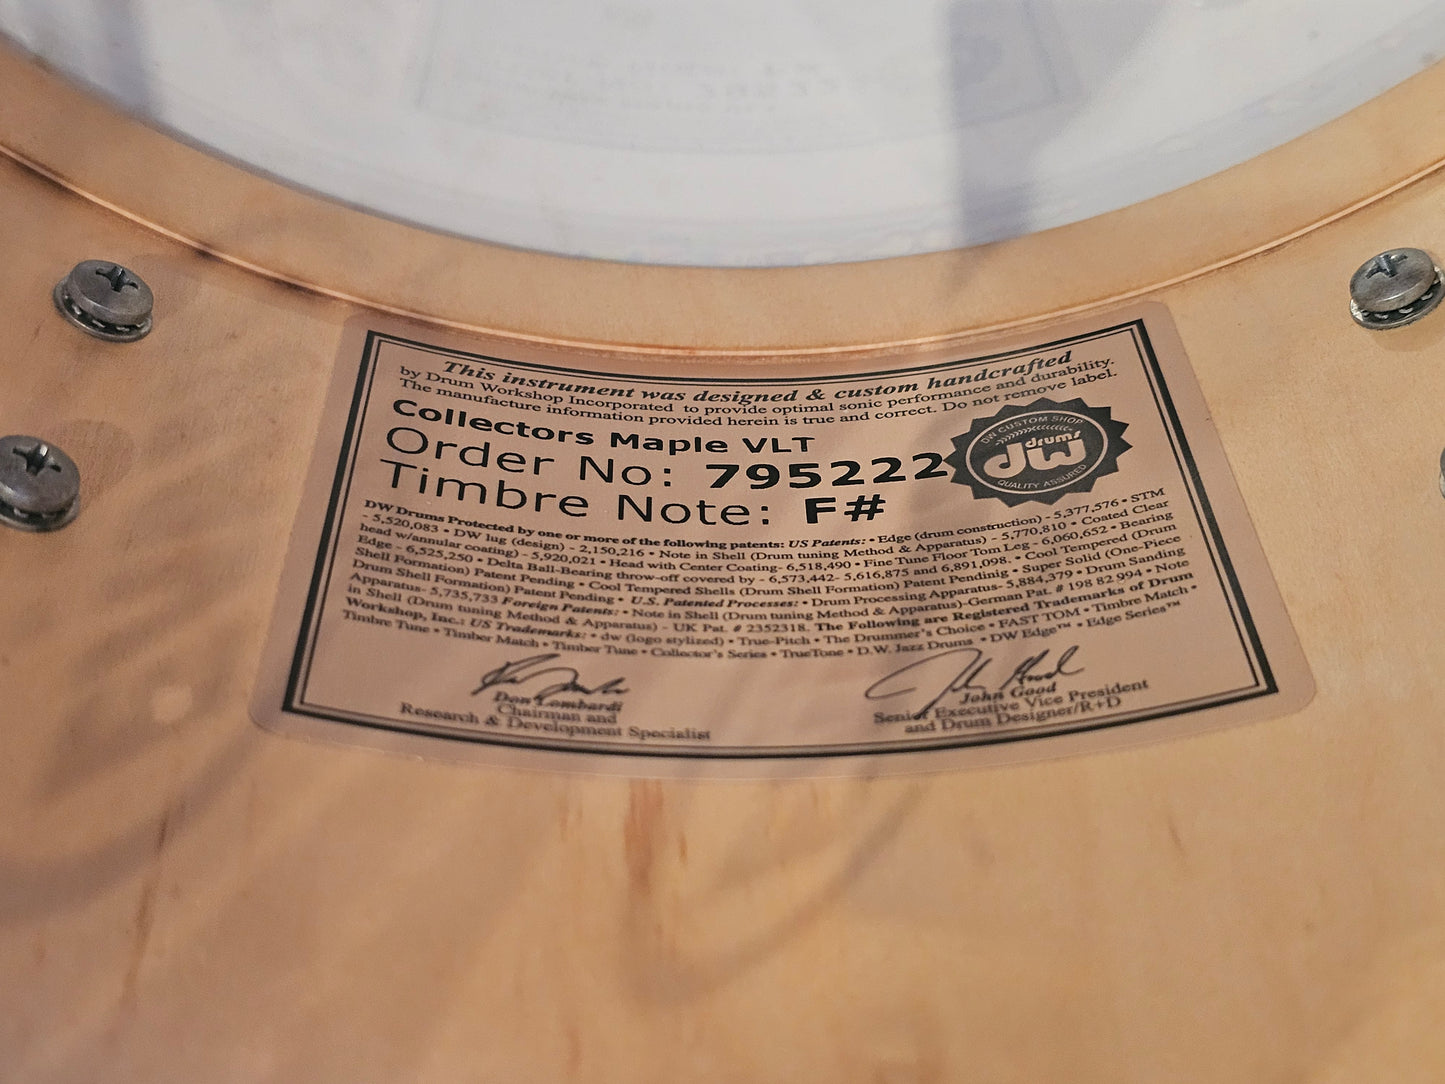 This instrument was designed & custom handcrafted
by Drum Workshop Incorporated to provide optimal sonic performance and durability.
The manufacture information provided herein is true and correct. Do not remove label.
Collectors Maple VLT
Order No: 795222
Timbre Note: F#
DW CUSTOM SHOP
drums
dw
QUALITY ASSURED
DW Drums Protected by one or more of the following patents: US Patents: • Edge (drum construction) - 5,377,576 • STM
- 5,520,083 • DW lug (design) - 2,150,216 • Note in Shell (Drum tuning Method & Apparatus) - 5,770,810 • Coated Clear
head w/annular coating) - 5,920,021 • Head with Center Coating- 6,518,490 • Fine Tune Floor Tom Leg - 6,060,652 • Bearing
Edge - 6,525,250 • Delta Ball-Bearing throw-off covered by - 6,573,442- 5,616,875 and 6,891,098. • Cool Tempered (Drum
Shell Formation) Patent Pending • Cool Tempered Shells (Drum Shell Formation) Patent Pendinig • Super Solid (One-Piece
Drum Shell Formation) Patent Pending • U.S. Patented Processes: • Drum Processing Apparatus- 5,884,379 • Drum Sanding
Apparatus- 5,735,733 Foreign Patents: • Note in Shell (Drum tuning Method & Apparatus)-German Pat. # 198 82 994 • Note
in Shell (Drum tuning Method & Apparatus) - UK Pat. # 2352318. The Following are Registered Trademarks of Drum
Workshop, Inc.: US Trademarks: • dw (logo stylized) • True-Pitch • The Drummer's Choice • FAST TOM • Timbre Match •
Timbre Tune • Timber Match • Timber Tune • Collector's Series • TrueTone • D.W. Jazz Drums • DW Edge™ • Edge Series™
Don Lombardi
Chairman and
Research & Development Specialist
John Good
Senior Executive Vice President
and Drum Designer/R+D